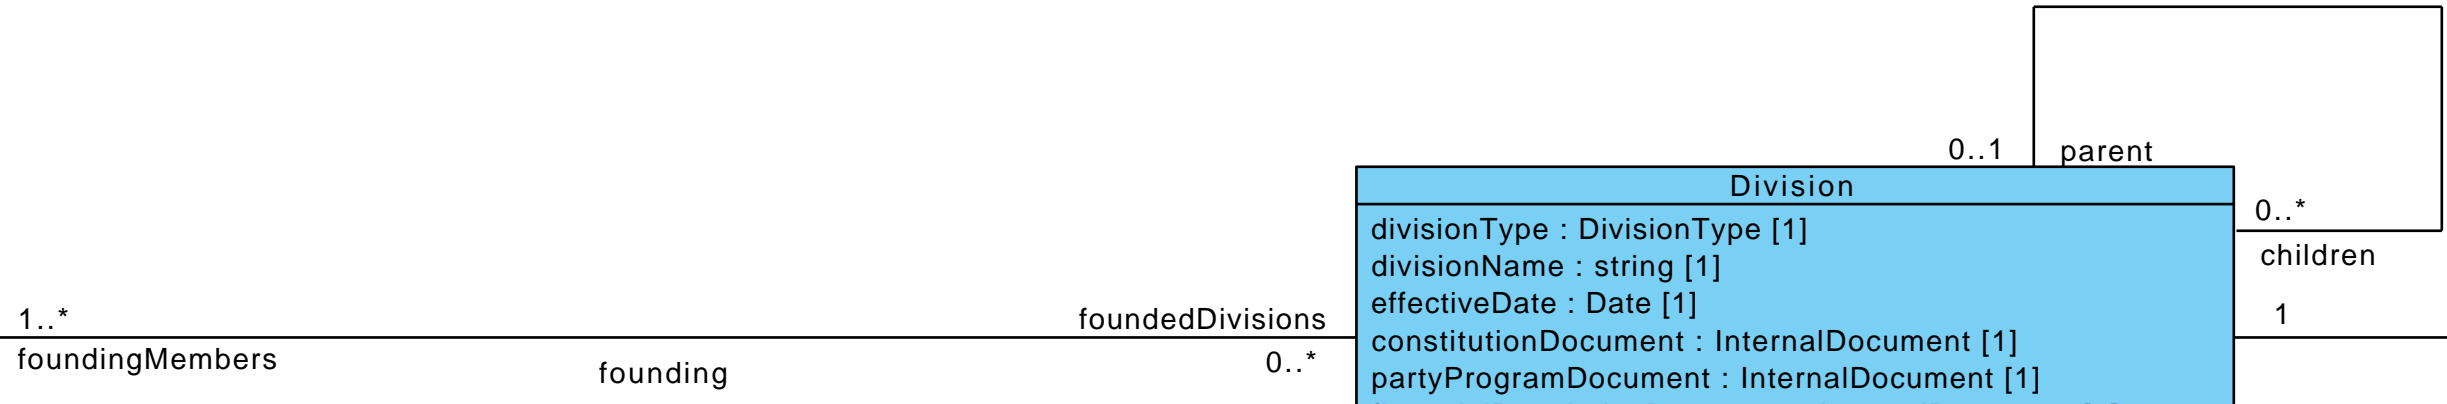 0..1
parent
Division
0..*
divisionType : DivisionType [1]
divisionName : string [1]
children
effectiveDate : Date [1]
1..*
foundedDivisions
1
constitutionDocument : InternalDocument [1]
foundingMembers
founding
0..*
partyProgramDocument : InternalDocument [1]